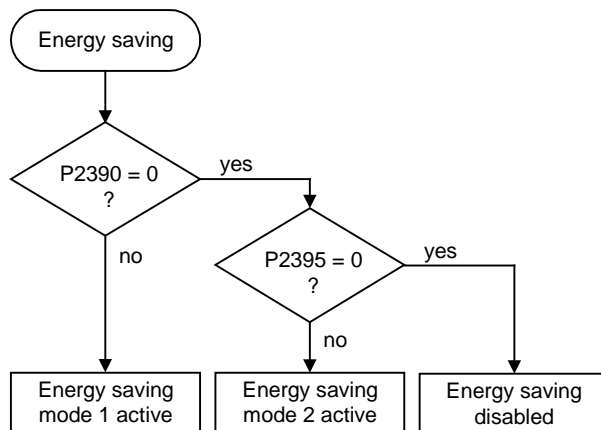 Energy saving
P2390 = 0
?
yes
no
P2395 = 0
?
yes
no
Energy saving
mode 1 active
Energy saving
mode 2 active
Energy saving
disabled